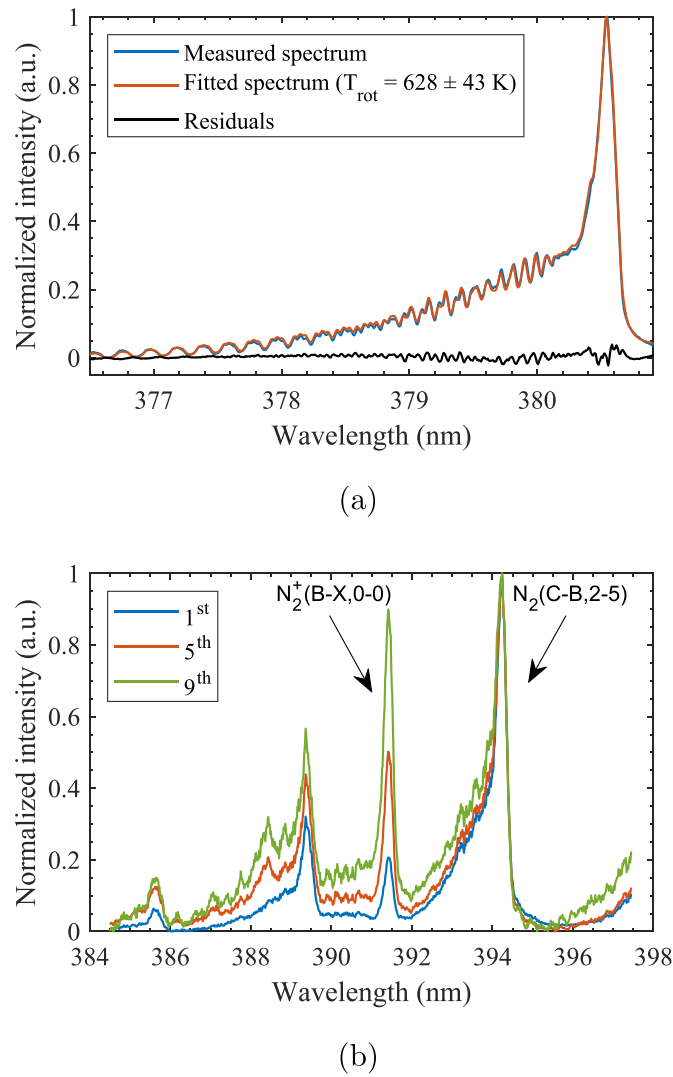 1
0.8
0.6
0.4
0.2
0
Normalized intensity (a.u.)
Measured spectrum
Fitted spectrum (T_rot = 628 ± 43 K)
Residuals
377 378 379 380
Wavelength (nm)
(a)
1
0.8
0.6
0.4
0.2
0
Normalized intensity (a.u.)
1st
5th
9th
N₂⁺(B-X,0-0)
N₂(C-B,2-5)
384 386 388 390 392 394 396 398
Wavelength (nm)
(b)